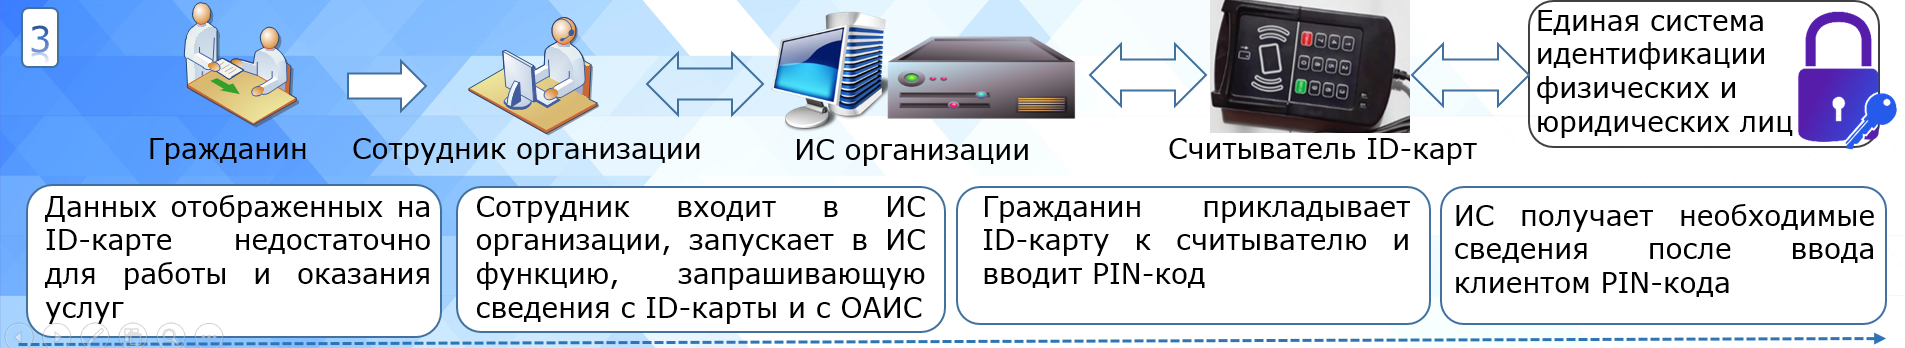 3
Единая система
идентификации
физических и
юридических лиц
Гражданин
Сотрудник организации
ИС организации
Считыватель ID-карт
Данных отображенных на
ID-карте недостаточно
для работы и оказания
услуг
Сотрудник входит в ИС
организации, запускает в ИС
функцию, запрашивающую
сведения с ID-карты и с ОАИС
Гражданин прикладывает
ID-карту к считывателю и
вводит PIN-код
ИС получает необходимые
сведения после ввода
клиентом PIN-кода